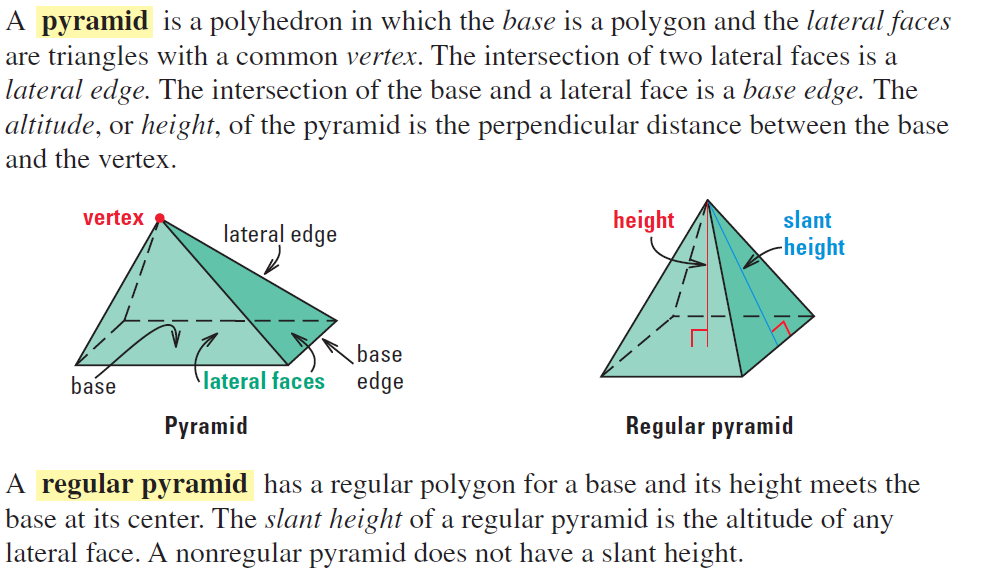 A pyramid is a polyhedron in which the base is a polygon and the lateral faces
are triangles with a common vertex. The intersection of two lateral faces is a
lateral edge. The intersection of the base and a lateral face is a base edge. The
altitude, or height, of the pyramid is the perpendicular distance between the base
and the vertex.
vertex
lateral edge
base
lateral faces
base
edge
Pyramid
height
slant
height
Regular pyramid
A regular pyramid has a regular polygon for a base and its height meets the
base at its center. The slant height of a regular pyramid is the altitude of any
lateral face. A nonregular pyramid does not have a slant height.